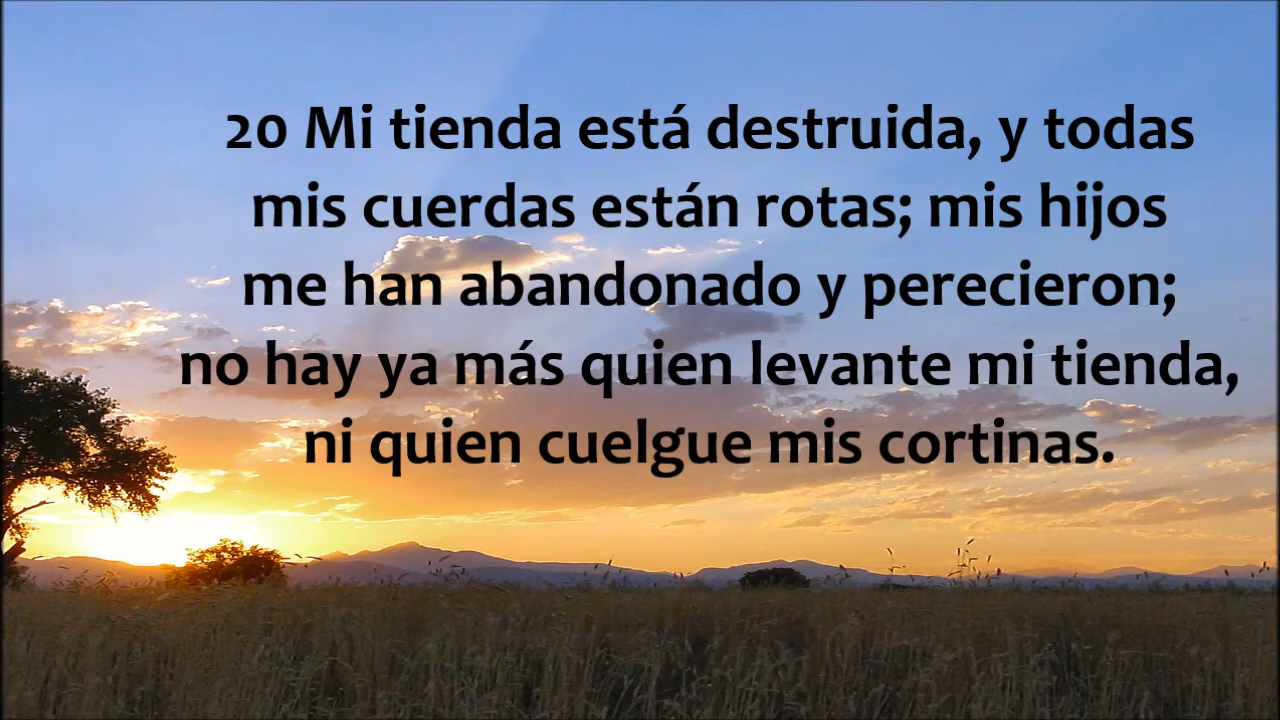 20 Mi tienda está destruida, y todas
mis cuerdas están rotas; mis hijos
me han abandonado y perecieron;
no hay ya más quien levante mi tienda,
ni quien cuelgue mis cortinas.